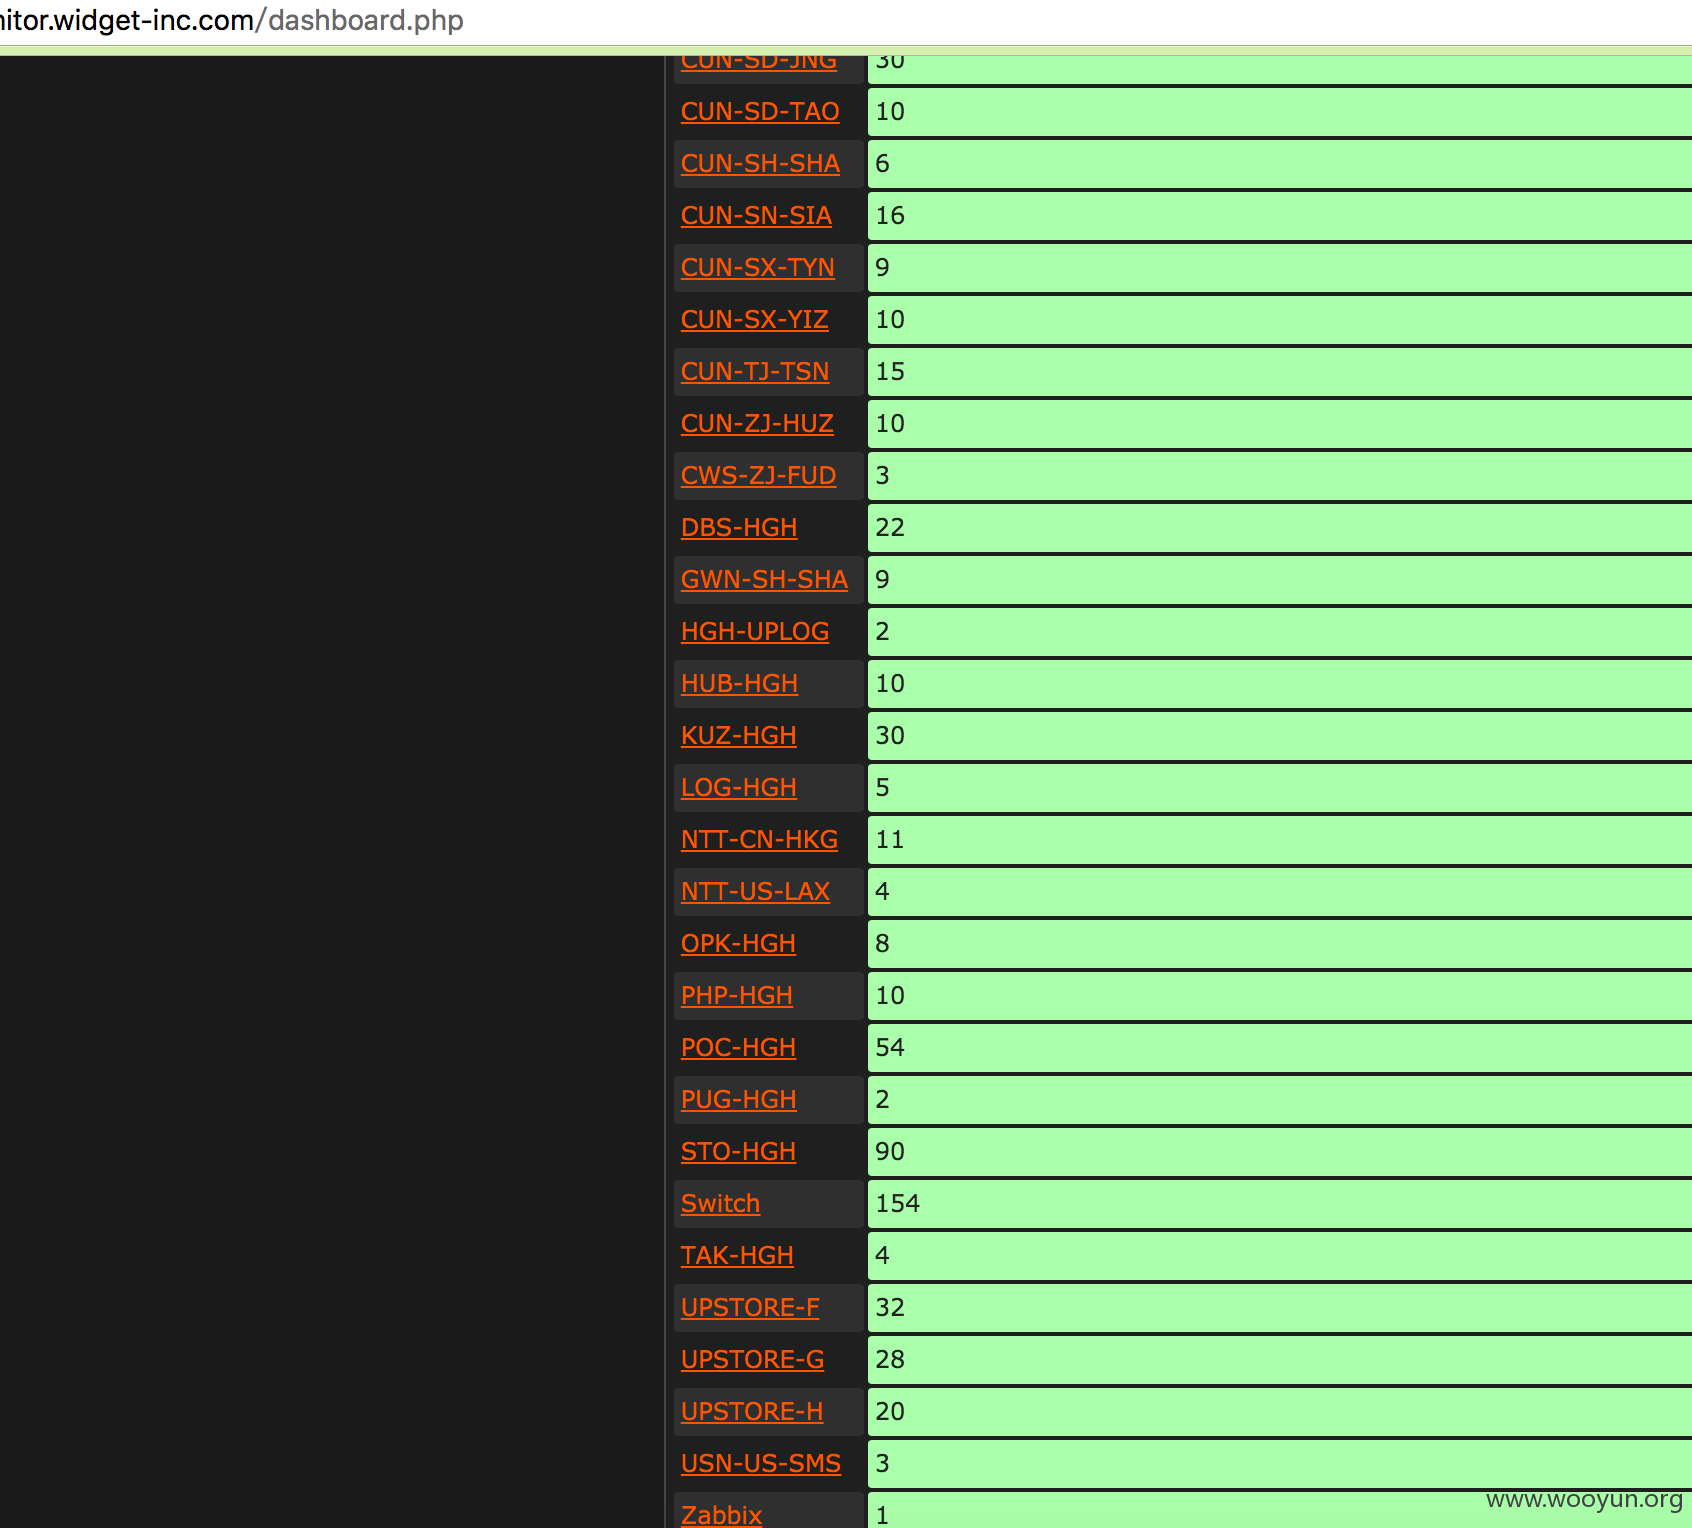 nitor.widget-inc.com/dashboard.php
CUN-SD-JNG 30
CUN-SD-TAO 10
CUN-SH-SHA 6
CUN-SN-SIA 16
CUN-SX-TYN 9
CUN-SX-YIZ 10
CUN-TJ-TSN 15
CUN-ZJ-HUZ 10
CWS-ZJ-FUD 3
DBS-HGH 22
GWN-SH-SHA 9
HGH-UPLOG 2
HUB-HGH 10
KUZ-HGH 30
LOG-HGH 5
NTT-CN-HKG 11
NTT-US-LAX 4
OPK-HGH 8
PHP-HGH 10
POC-HGH 54
PUG-HGH 2
STO-HGH 90
Switch 154
TAK-HGH 4
UPSTORE-F 32
UPSTORE-G 28
UPSTORE-H 20
USN-US-SMS 3
Zabbix 1
www.wooyun.org